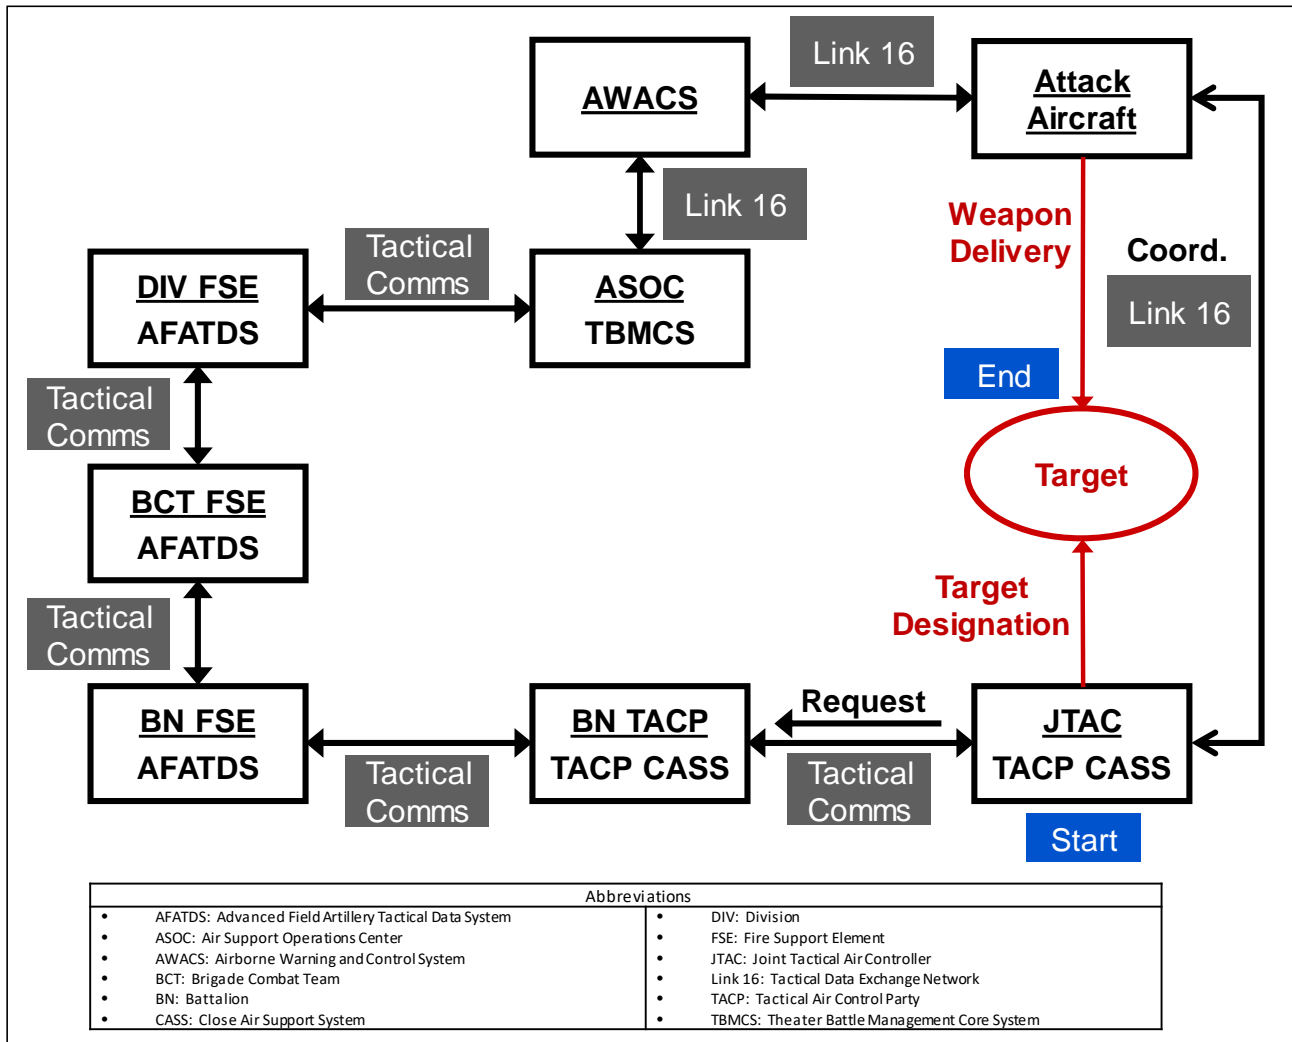 Link 16
AWACS
Attack
Aircraft
Link 16
Weapon
Delivery
Coord.
Link 16
Tactical
Comms
DIV FSE
AFATDS
ASOC
TBMCS
End
Tactical
Comms
Target
BCT FSE
AFATDS
Target
Designation
Tactical
Comms
BN FSE
AFATDS
BN TACP
TACP CASS
Request
JTAC
TACP CASS
Tactical
Comms
Tactical
Comms
Start
Abbreviations
• AFATDS: Advanced Field Artillery Tactical Data System
• ASOC: Air Support Operations Center
• AWACS: Airborne Warning and Control System
• BCT: Brigade Combat Team
• BN: Battalion
• CASS: Close Air Support System
• DIV: Division
• FSE: Fire Support Element
• JTAC: Joint Tactical Air Controller
• Link 16: Tactical Data Exchange Network
• TACP: Tactical Air Control Party
• TBMCS: Theater Battle Management Core System